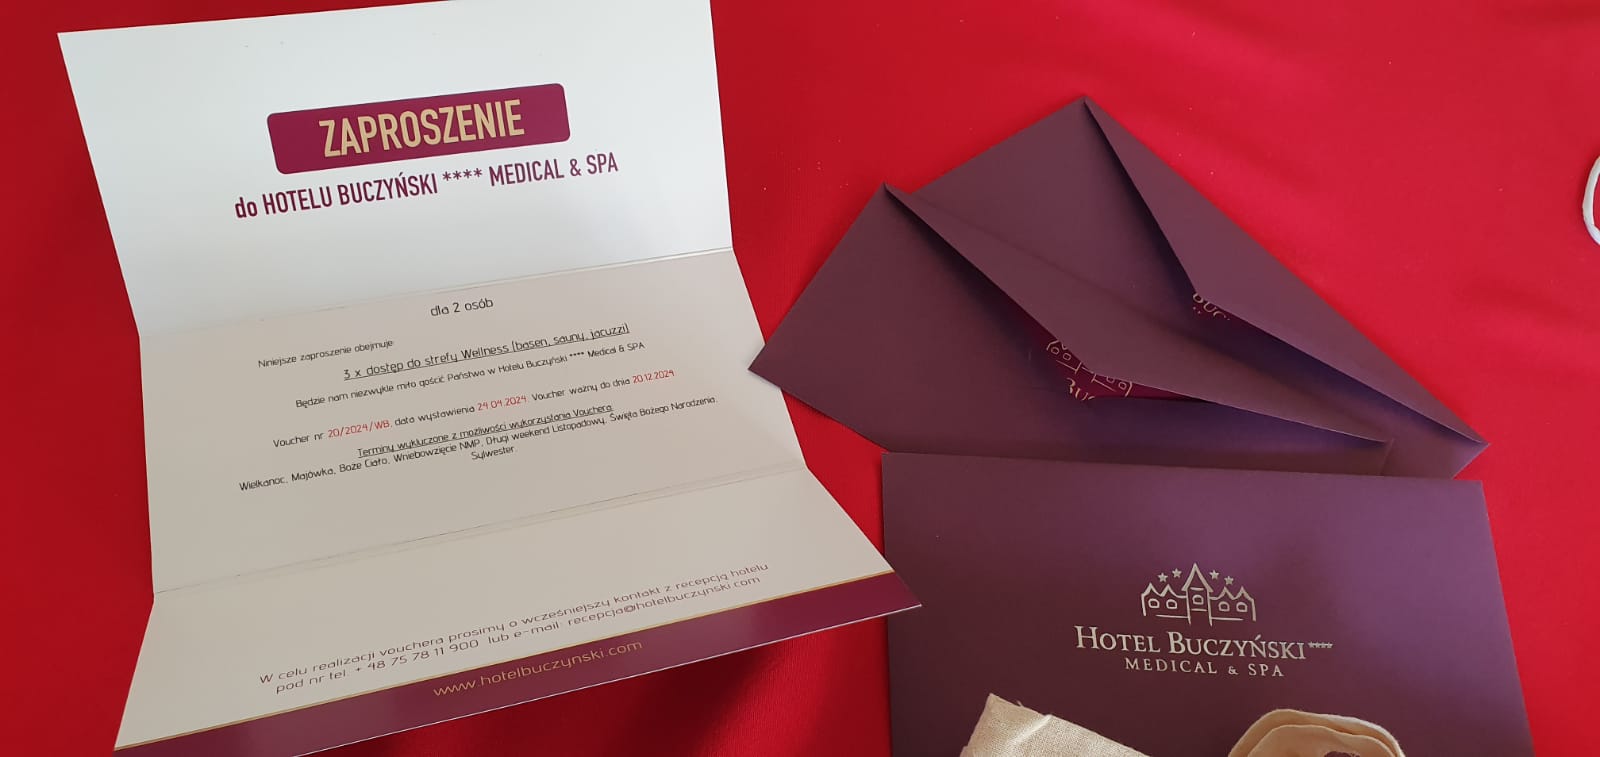 ZAPROSZENIE
do HOTELU BUCZYŃSKI **** MEDICAL & SPA
dla 2 osób
Niniejsze zaproszenie obejmuje:
3 x dostęp do strefy Wellness (basen, sauny, jacuzzi)
Będzie nam niezwykle miło gościć Państwa w Hotelu Buczyński **** Medical & SPA
Voucher nr 20/2024/WB, data wystawienia 24.04.2024. Voucher ważny do dnia 20.12.2024.
Terminy wykluczone z możliwości wykorzystania Vouchera:
Wielkanoc, Majówka, Boże Ciało, Wniebowzięcie NMP, Długi weekend Listopadowy, Święta Bożego Narodzenia,
Sylwester.
W celu realizacji vouchera prosimy o wcześniejszy kontakt z recepcją hotelu
pod nr tel. + 48 75 78 11 900 lub e-mail: recepcja@hotelbuczynski.com
www.hotelbuczynski.com
BUC
BUC
HOTEL BUCZYŃSKI****
MEDICAL & SPA